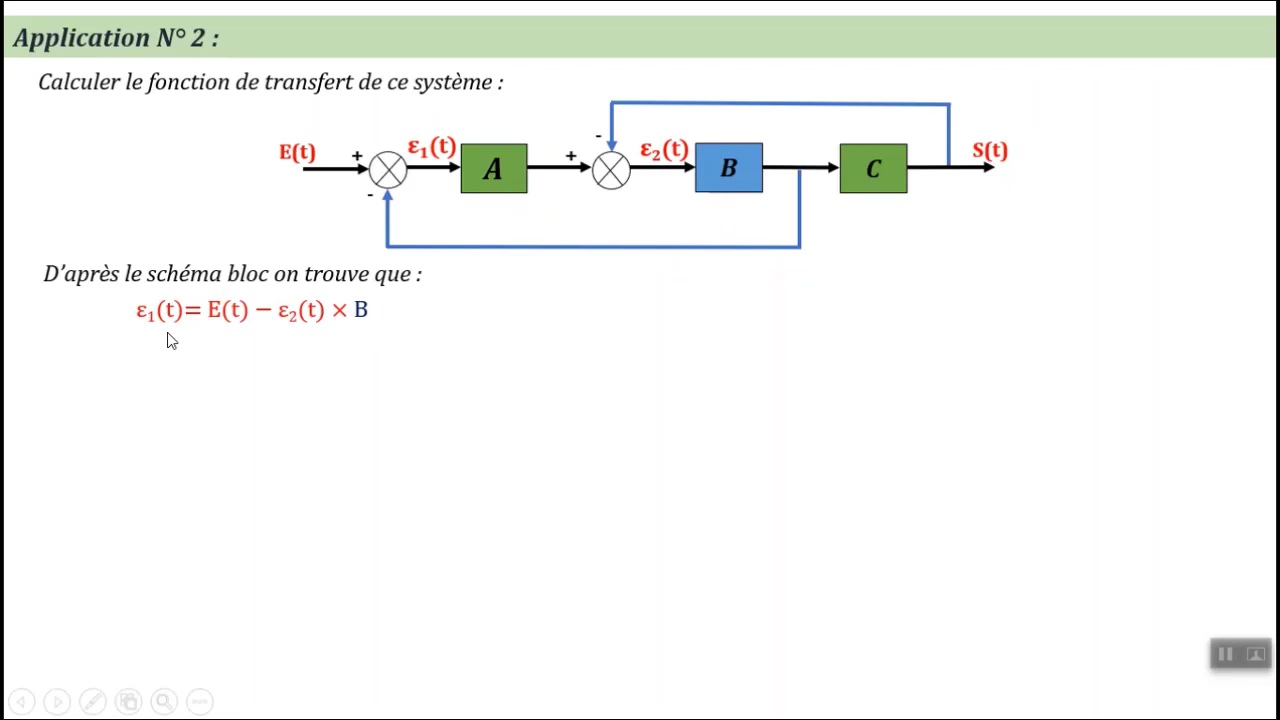 Application N° 2 :
Calculer le fonction de transfert de ce système :
E(t) + ε₁(t) A + - ε₂(t) B C S(t)
-
D'après le schéma bloc on trouve que :
ε₁(t)= E(t) − ε₂(t) × B